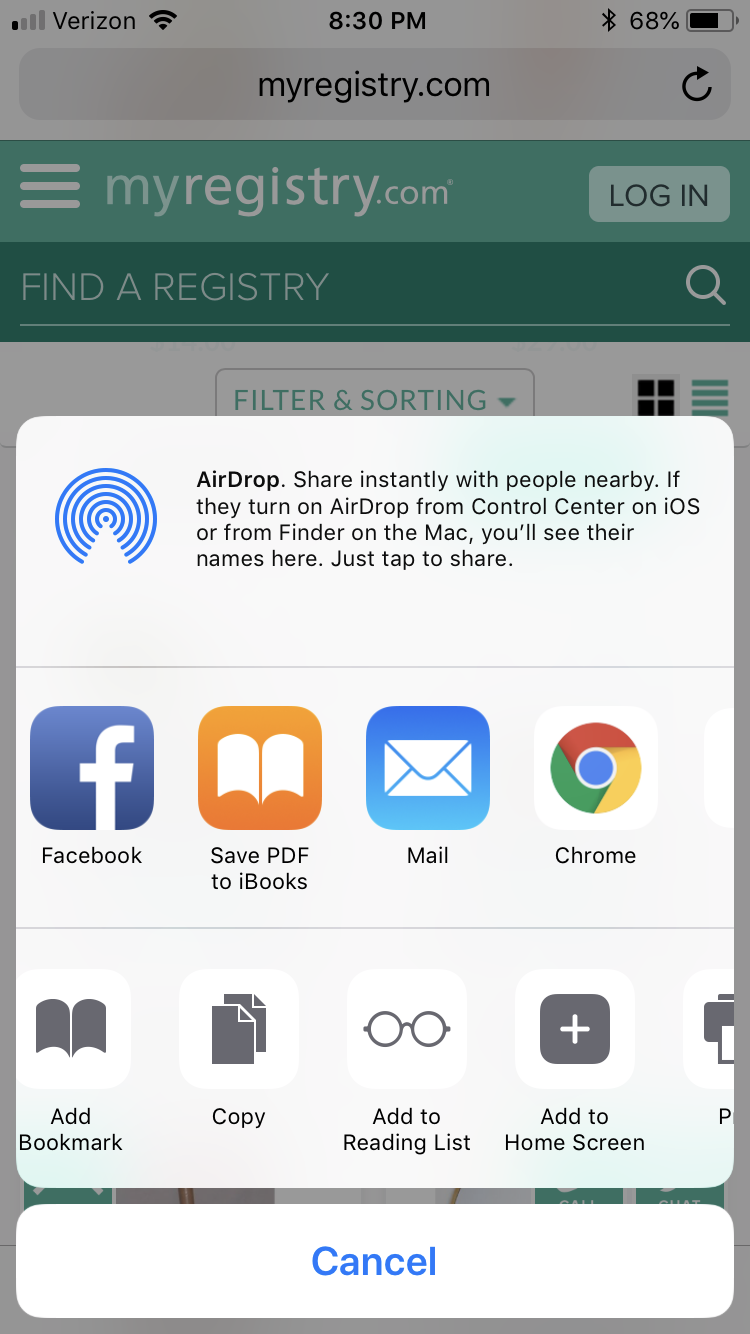 Verizon 8:30 PM 68%
myregistry.com
myregistry.com® LOG IN
FIND A REGISTRY
FILTER & SORTING
AirDrop. Share instantly with people nearby. If
they turn on AirDrop from Control Center on iOS
or from Finder on the Mac, you’ll see their
names here. Just tap to share.
Facebook
Save PDF
to iBooks
Mail
Chrome
Add
Bookmark
Copy
Add to
Reading List
Add to
Home Screen
Cancel